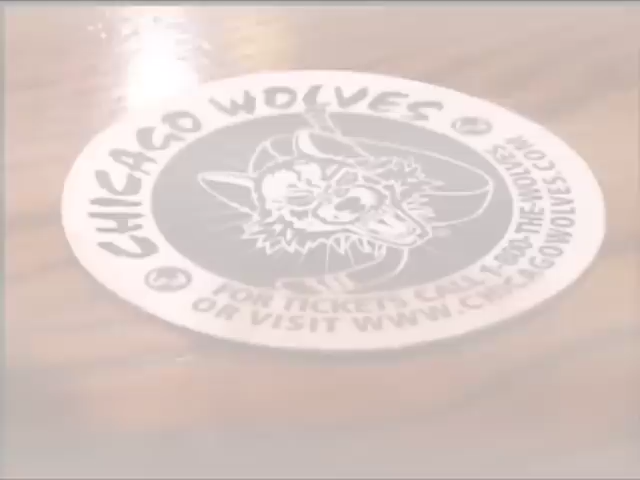 CHICAGO WOLVES
FOR TICKETS CALL 1-800-THE-WOLVES
OR VISIT WWW.CHICAGOWOLVES.COM